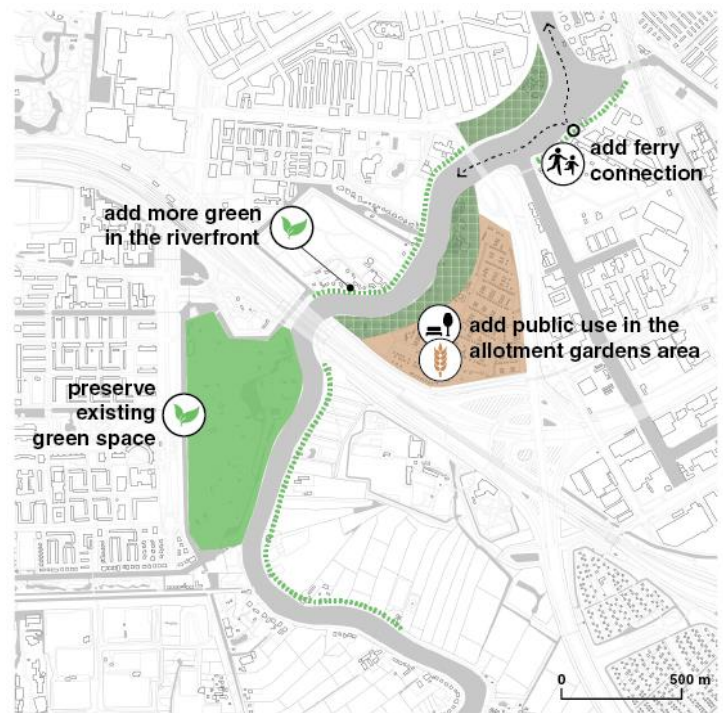 add ferry
connection
add more green
in the riverfront
add public use in the
allotment gardens area
preserve
existing
green space
0 500 m